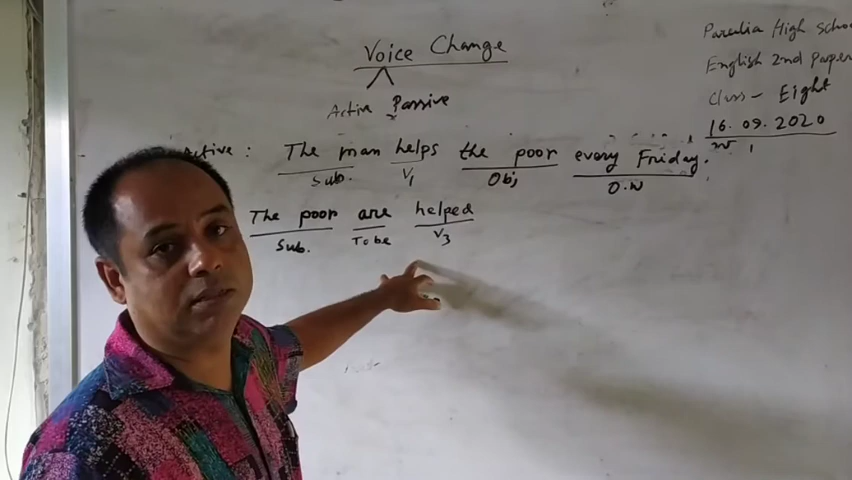 Voice Change
Active Passive
Parulia High schoo
English 2nd Paper
Class - Eight
16. 09. 2020
Active : The man helps the poor every Friday.
Sub. V1 Obj O.W
The poor are helped
Sub. To be V3